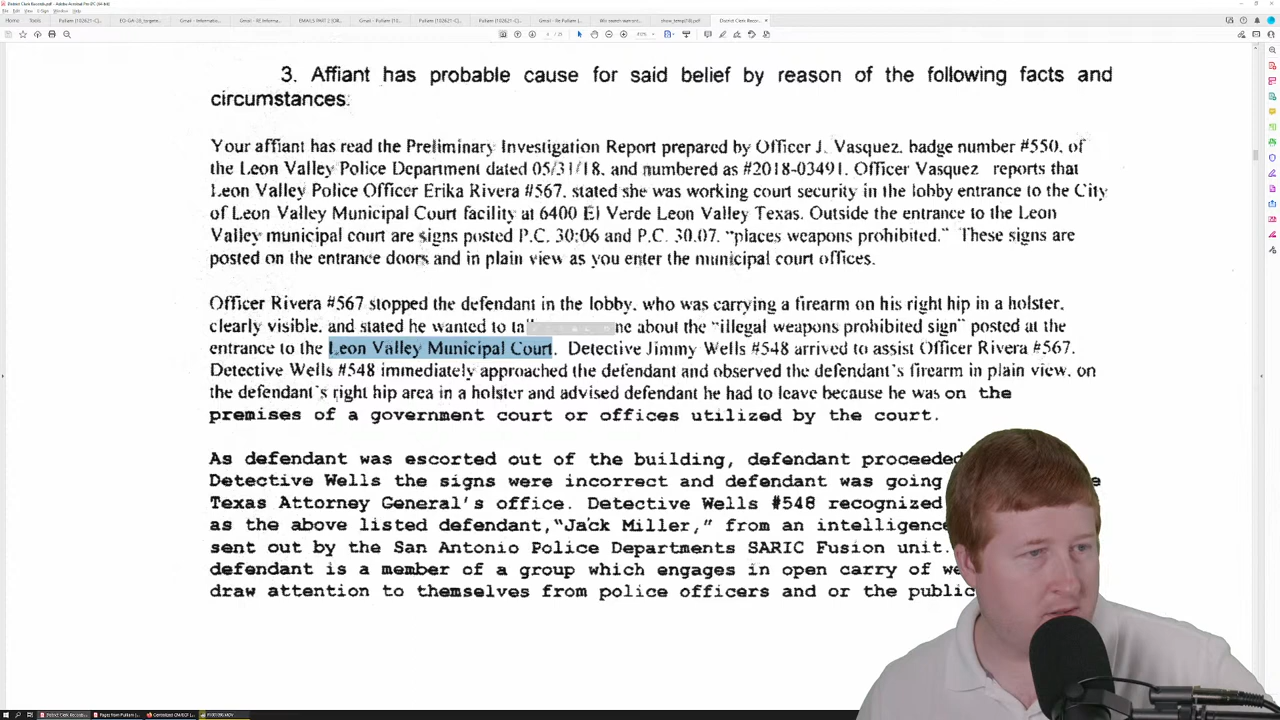 Home Tools
3. Affiant has probable cause for said belief by reason of the following facts and
circumstances:
Your affiant has read the Preliminary Investigation Report prepared by Officer J. Vasquez, badge number #550, of
the Leon Valley Police Department dated 05/31/18, and numbered as #2018-03491. Officer Vasquez reports that
Leon Valley Police Officer Erika Rivera #567, stated she was working court security in the lobby entrance to the City
of Leon Valley Municipal Court facility at 6400 El Verde Leon Valley Texas. Outside the entrance to the Leon
Valley municipal court are signs posted P.C. 30:06 and P.C. 30.07, “places weapons prohibited.” These signs are
posted on the entrance doors and in plain view as you enter the municipal court offices.
Officer Rivera #567 stopped the defendant in the lobby, who was carrying a firearm on his right hip in a holster,
clearly visible, and stated he wanted to about the “illegal weapons prohibited sign” posted at the
entrance to the Leon Valley Municipal Court. Detective Jimmy Wells #548 arrived to assist Officer Rivera #567.
Detective Wells #548 immediately approached the defendant and observed the defendant's firearm in plain view, on
the defendant's right hip area in a holster and advised defendant he had to leave because he was on the
premises of a government court or offices utilized by the court.
As defendant was escorted out of the building, defendant proceeded
Detective Wells the signs were incorrect and defendant was going
Texas Attorney General's office. Detective Wells #548 recognized
as the above listed defendant,"Jack Miller," from an intelligence
sent out by the San Antonio Police Departments SARIC Fusion unit.
defendant is a member of a group which engages in open carry of
draw attention to themselves from police officers and or the public